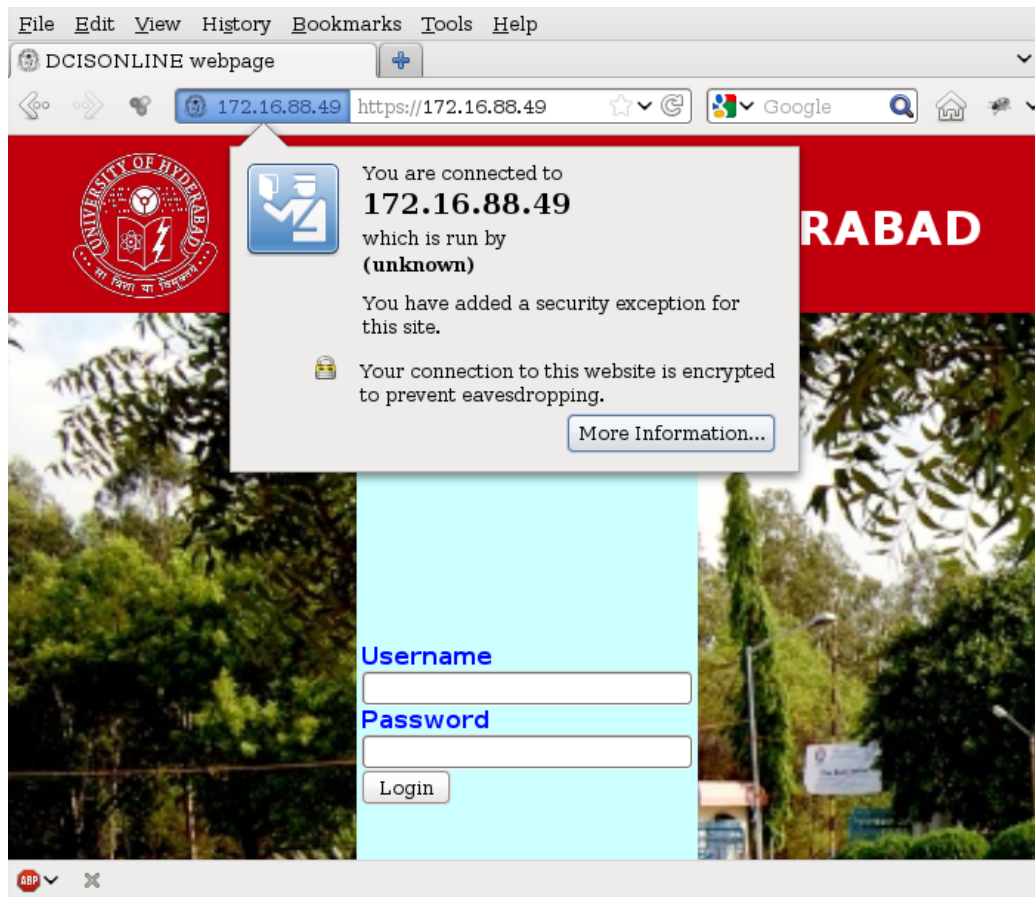 File Edit View History Bookmarks Tools Help
DCISONLINE webpage
172.16.88.49 https://172.16.88.49 Google
UNIVERSITY OF HYDERABAD
सा विद्या या विमुक्तये
You are connected to
172.16.88.49
which is run by
(unknown)
You have added a security exception for
this site.
Your connection to this website is encrypted
to prevent eavesdropping.
More Information...
RABAD
Username
Password
Login
ABP